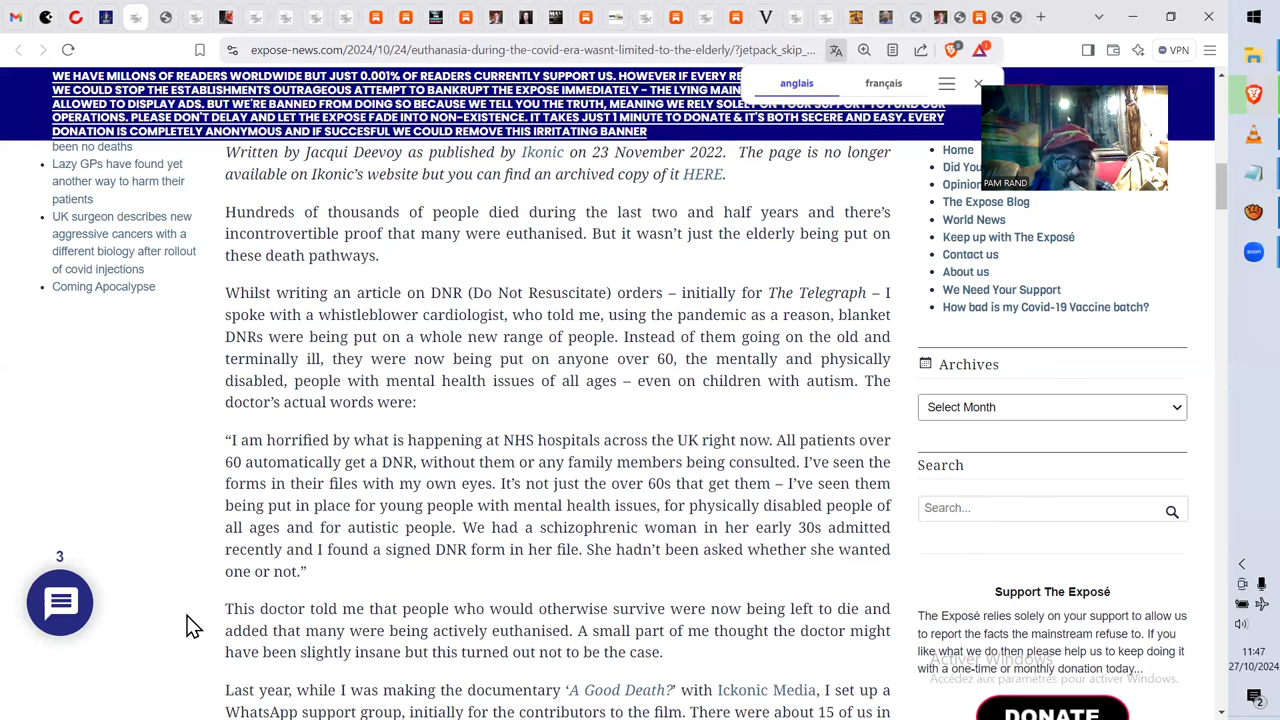 expose-news.com/2024/10/24/euthanasia-during-the-covid-era-wasnt-limited-to-the-elderly/?jetpack_skip_...
VPN
WE HAVE MILLONS OF READERS WORLDWIDE BUT JUST 0.001% OF READERS CURRENTLY SUPPORT US. HOWEVER IF EVERY RE
WE COULD STOP THE ESTABLISHMENTS OUTRAGEOUS ATTEMPT TO BANKRUPT THE EXPOSE IMMEDIATELY - THE LYING MAIN
ALLOWED TO DISPLAY ADS. BUT WE'RE BANNED FROM DOING SO BECAUSE WE TELL YOU THE TRUTH, MEANING WE RELY SOLELY ON YOUR SUPPORT TO FUND OUR
OPERATIONS. PLEASE DON'T DELAY AND LET THE EXPOSE FADE INTO NON-EXISTENCE. IT TAKES JUST 1 MINUTE TO DONATE & IT'S BOTH SECERE AND EASY. EVERY
DONATION IS COMPLETELY ANONYMOUS AND IF SUCCESFUL WE COULD REMOVE THIS IRRITATING BANNER
anglais
français
PAM RAND
been no deaths
Lazy GPs have found yet
another way to harm their
patients
UK surgeon describes new
aggressive cancers with a
different biology after rollout
of covid injections
Coming Apocalypse
3
Written by Jacqui Deevoy as published by Ikonic on 23 November 2022. The page is no longer
available on Ikonic's website but you can find an archived copy of it HERE.
Hundreds of thousands of people died during the last two and half years and there's
incontrovertible proof that many were euthanised. But it wasn't just the elderly being put on
these death pathways.
Whilst writing an article on DNR (Do Not Resuscitate) orders – initially for The Telegraph – I
spoke with a whistleblower cardiologist, who told me, using the pandemic as a reason, blanket
DNRs were being put on a whole new range of people. Instead of them going on the old and
terminally ill, they were now being put on anyone over 60, the mentally and physically
disabled, people with mental health issues of all ages – even on children with autism. The
doctor's actual words were:
“I am horrified by what is happening at NHS hospitals across the UK right now. All patients over
60 automatically get a DNR, without them or any family members being consulted. I've seen the
forms in their files with my own eyes. It's not just the over 60s that get them – I've seen them
being put in place for young people with mental health issues, for physically disabled people of
all ages and for autistic people. We had a schizophrenic woman in her early 30s admitted
recently and I found a signed DNR form in her file. She hadn't been asked whether she wanted
one or not.”
This doctor told me that people who would otherwise survive were now being left to die and
added that many were being actively euthanised. A small part of me thought the doctor might
have been slightly insane but this turned out not to be the case.
Last year, while I was making the documentary ‘A Good Death?’ with Ickonic Media, I set up a
WhatsApp support group, initially for the contributors to the film. There were about 15 of us in
Home
Did You
Opinion
The Expose Blog
World News
Keep up with The Exposé
Contact us
About us
We Need Your Support
How bad is my Covid-19 Vaccine batch?
Archives
Select Month
Search
Search...
Support The Exposé
The Exposé relies solely on your support to allow us
to report the facts the mainstream refuse to. If you
like what we do then please help us to keep doing it
with a one-time or monthly donation today...
DONATE
Activer Windows
Accédez aux paramètres pour activer Windows.
zoom
11:47
27/10/2024
2